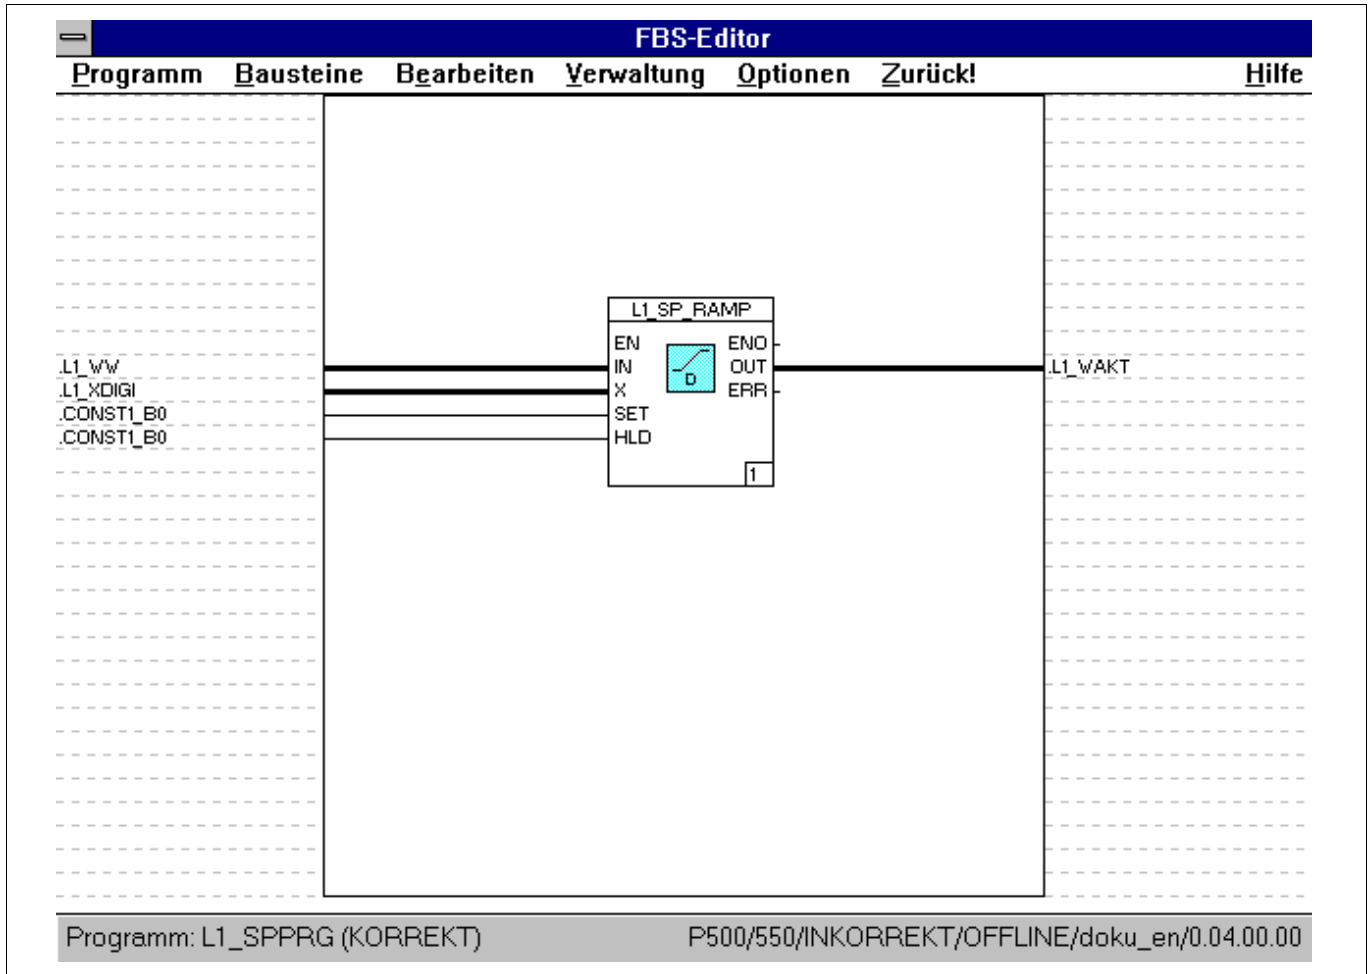 FBS-Editor
Programm Bausteine Bearbeiten Verwaltung Optionen Zurück! Hilfe
L1_SP_RAMP
EN ENO
.L1_WV IN OUT .L1_WAKT
.L1_XDIGI X ERR
D
.CONST1_B0 SET
.CONST1_B0 HLD
1
Programm: L1_SPPRG (KORREKT) P500/550/INKORREKT/OFFLINE/doku_en/0.04.00.00